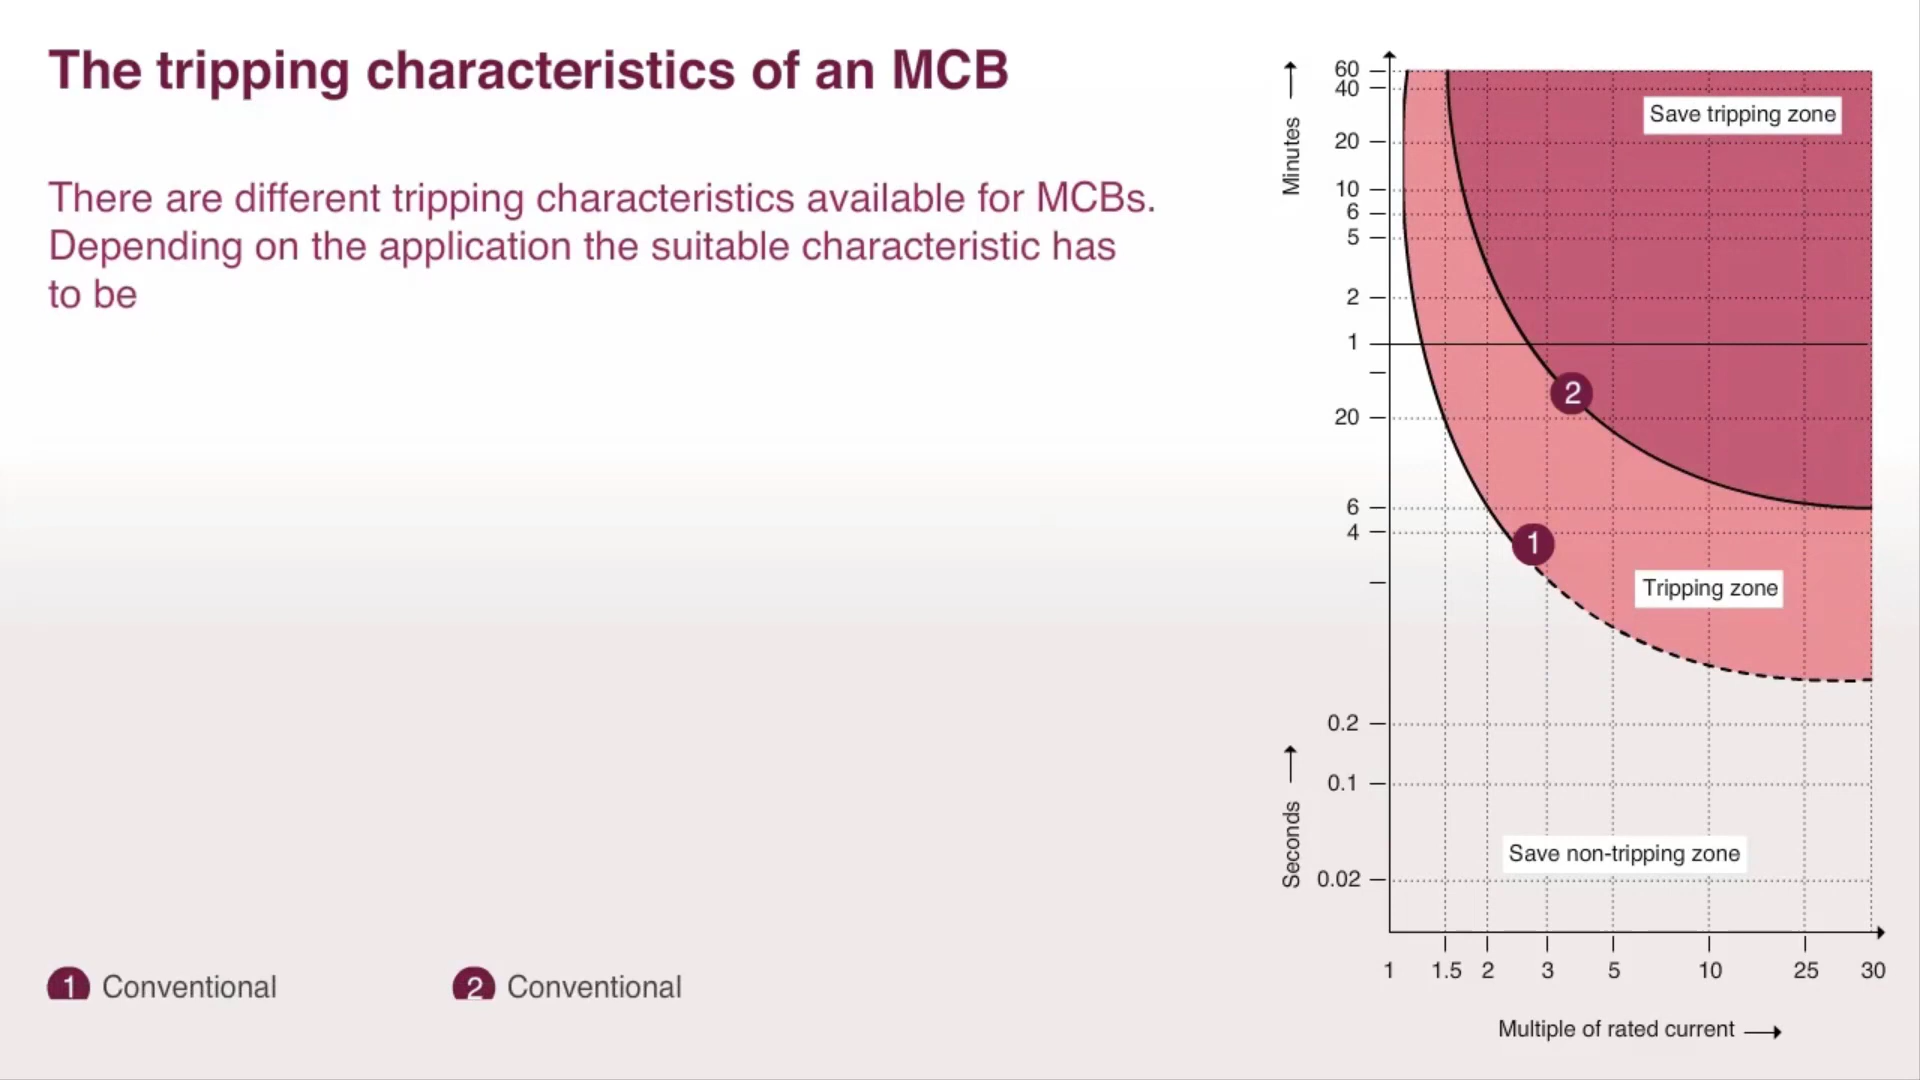 The tripping characteristics of an MCB
There are different tripping characteristics available for MCBs.
Depending on the application the suitable characteristic has
to be
1 Conventional
2 Conventional
Minutes
60
40
20
10
6
5
2
1
20
6
4
0.2
0.1
0.02
Seconds
Save tripping zone
2
1
Tripping zone
Save non-tripping zone
1 1.5 2 3 5 10 25 30
Multiple of rated current